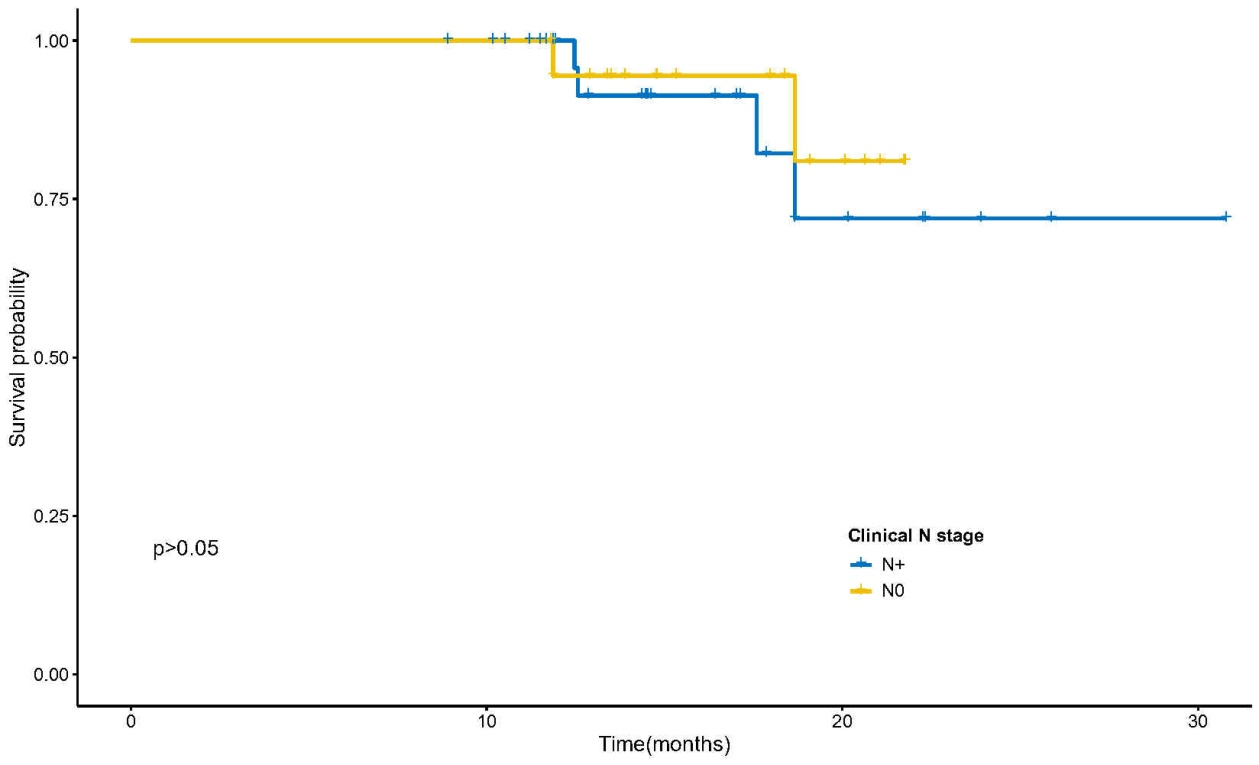 1.00
0.75
0.50
0.25
0.00
Survival probability
p>0.05
Clinical N stage
N+
N0
0 10 20 30
Time(months)